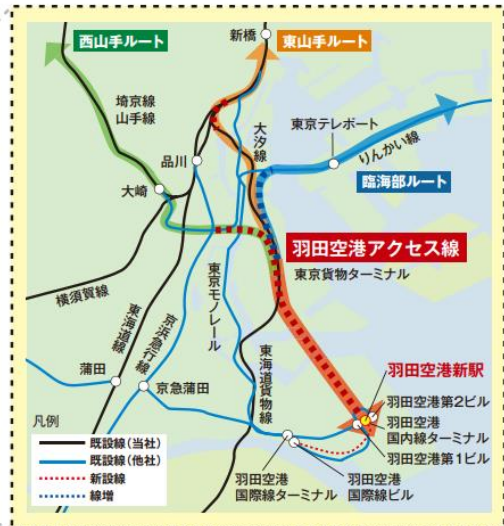 新橋
西山手ルート
東山手ルート
埼京線
山手線
大汐線
東京テレポート
りんかい線
品川
大崎
臨海部ルート
羽田空港アクセス線
東京貨物ターミナル
横須賀線
東海道線
京浜急行線
東京モノレール
東海道貨物線
蒲田
京急蒲田
羽田空港新駅
羽田空港第2ビル
羽田空港
国内線ターミナル
羽田空港第1ビル
羽田空港
国際線ターミナル
羽田空港
国際線ビル
凡例
既設線(当社)
既設線(他社)
新設線
線増